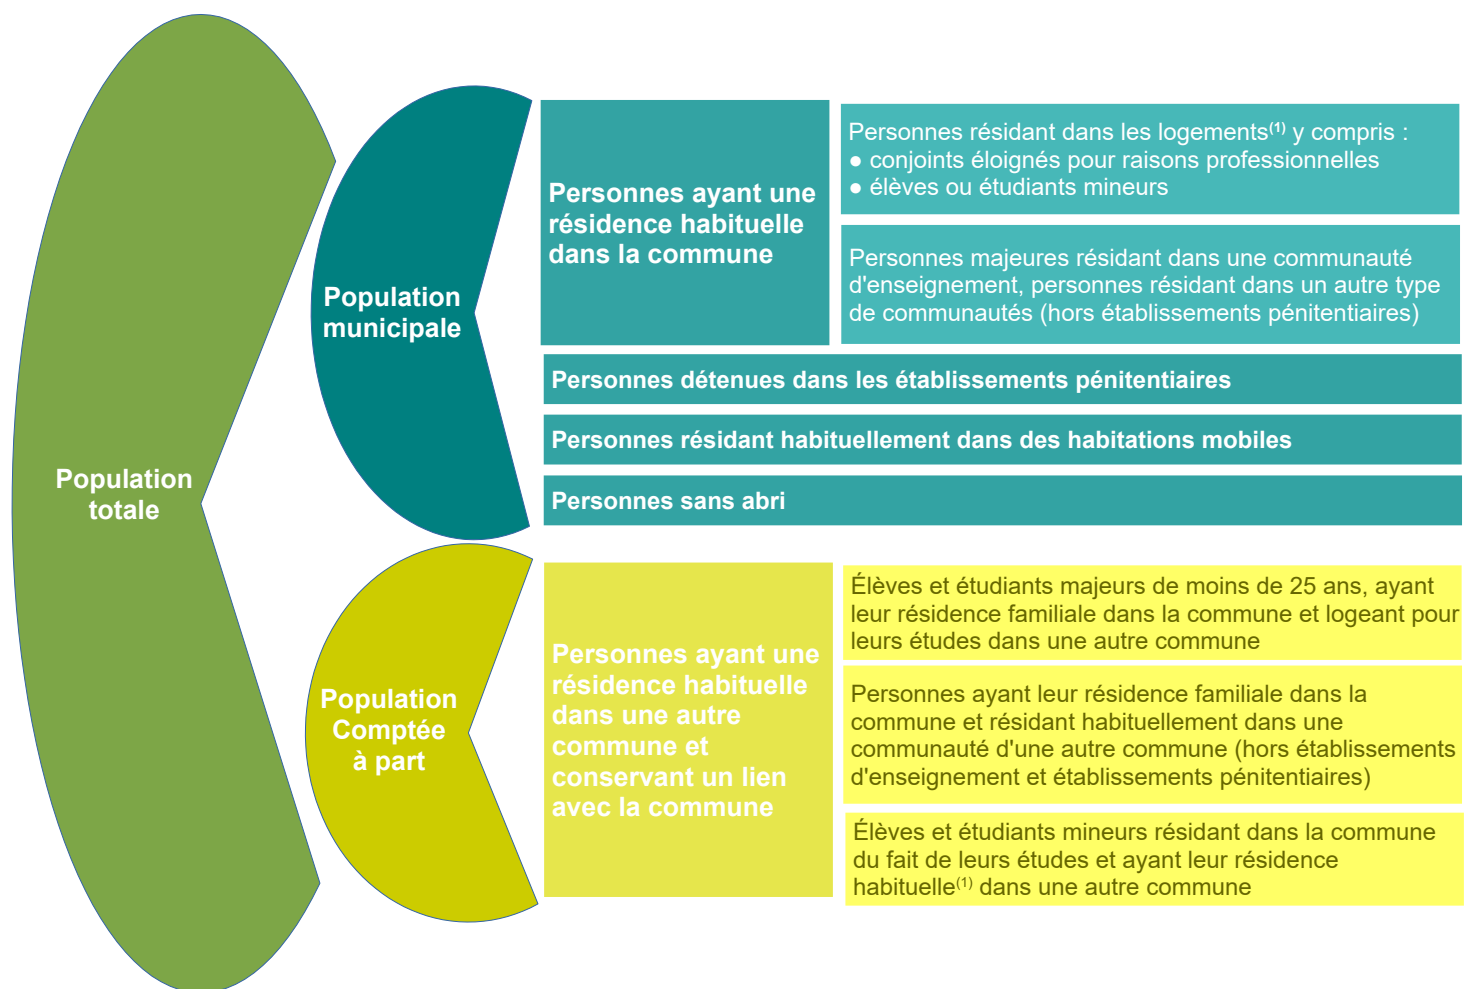 Population
totale
Population
municipale
Personnes ayant une
résidence habituelle
dans la commune
Personnes résidant dans les logements(1) y compris :
● conjoints éloignés pour raisons professionnelles
● élèves ou étudiants mineurs
Personnes majeures résidant dans une communauté
d'enseignement, personnes résidant dans un autre type
de communautés (hors établissements pénitentiaires)
Personnes détenues dans les établissements pénitentiaires
Personnes résidant habituellement dans des habitations mobiles
Personnes sans abri
Population
Comptée
à part
Personnes ayant une
résidence habituelle
dans une autre
commune et
conservant un lien
avec la commune
Élèves et étudiants majeurs de moins de 25 ans, ayant
leur résidence familiale dans la commune et logeant pour
leurs études dans une autre commune
Personnes ayant leur résidence familiale dans la
commune et résidant habituellement dans une
communauté d'une autre commune (hors établissements
d'enseignement et établissements pénitentiaires)
Élèves et étudiants mineurs résidant dans la commune
du fait de leurs études et ayant leur résidence
habituelle(1) dans une autre commune